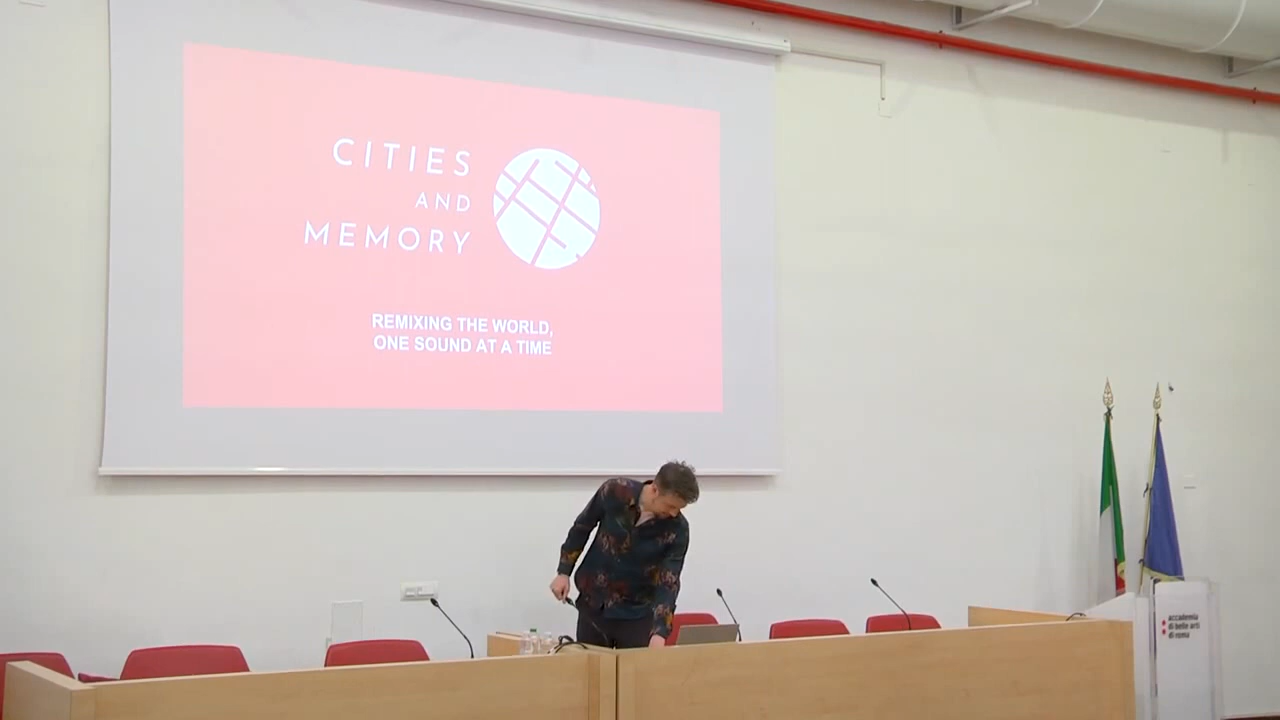 CITIES
AND
MEMORY
REMIXING THE WORLD,
ONE SOUND AT A TIME
accademia
di belle arti
di roma